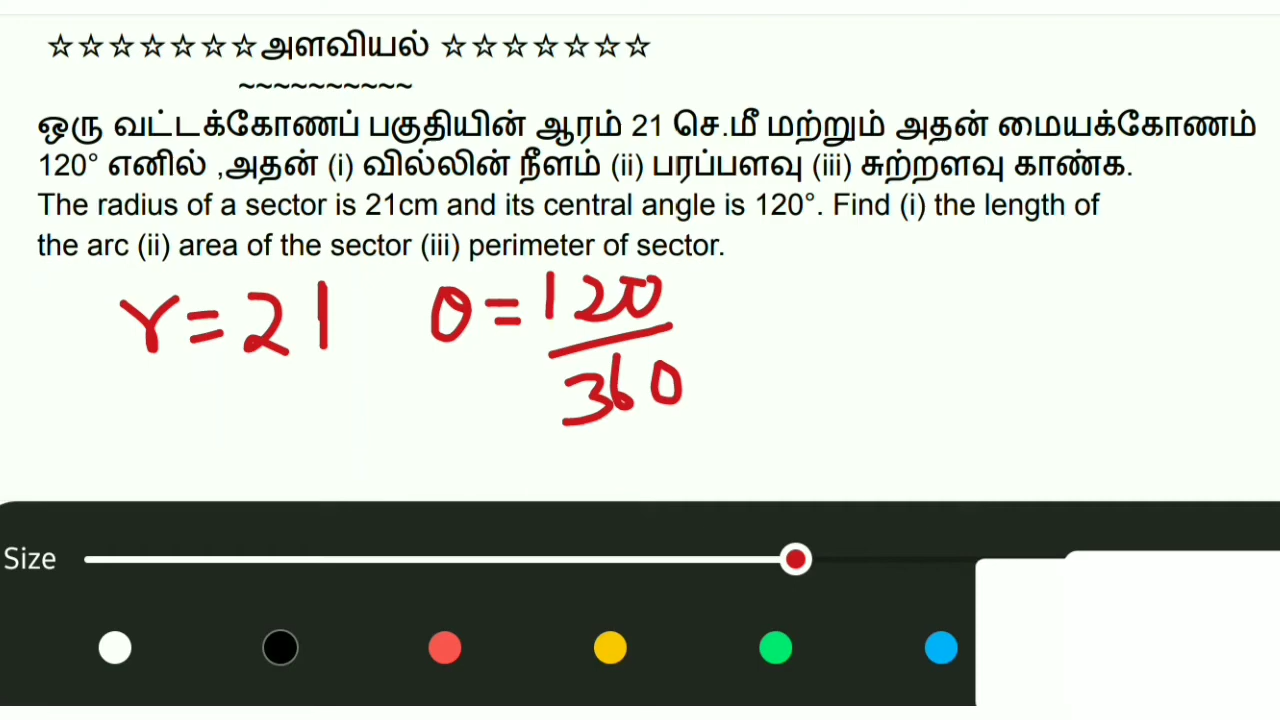 ☆☆☆☆☆☆☆அளவியல் ☆☆☆☆☆☆☆
~~~~~~~~~~
ஒரு வட்டக்கோணப் பகுதியின் ஆரம் 21 செ.மீ மற்றும் அதன் மையக்கோணம்
120° எனில் ,அதன் (i) வில்லின் நீளம் (ii) பரப்பளவு (iii) சுற்றளவு காண்க.
The radius of a sector is 21cm and its central angle is 120°. Find (i) the length of
the arc (ii) area of the sector (iii) perimeter of sector.
r=21 θ=120
360
Size